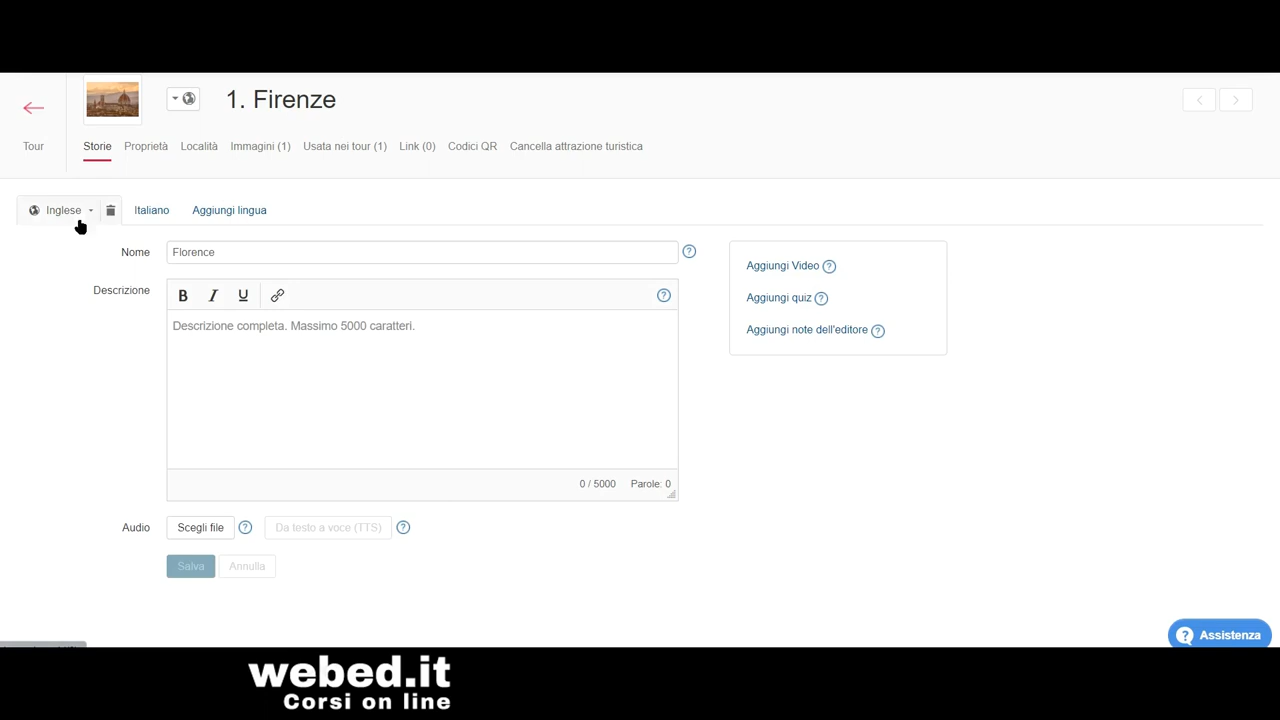 1. Firenze
Tour
Storie Proprietà Località Immagini (1) Usata nei tour (1) Link (0) Codici QR Cancella attrazione turistica
Inglese Italiano Aggiungi lingua
Nome Florence ?
Descrizione B I U ?
Descrizione completa. Massimo 5000 caratteri.
0 / 5000 Parole: 0
Aggiungi Video ?
Aggiungi quiz ?
Aggiungi note dell'editore ?
Audio Scegli file ? Da testo a voce (TTS) ?
Salva Annulla
? Assistenza
webed.it
Corsi on line